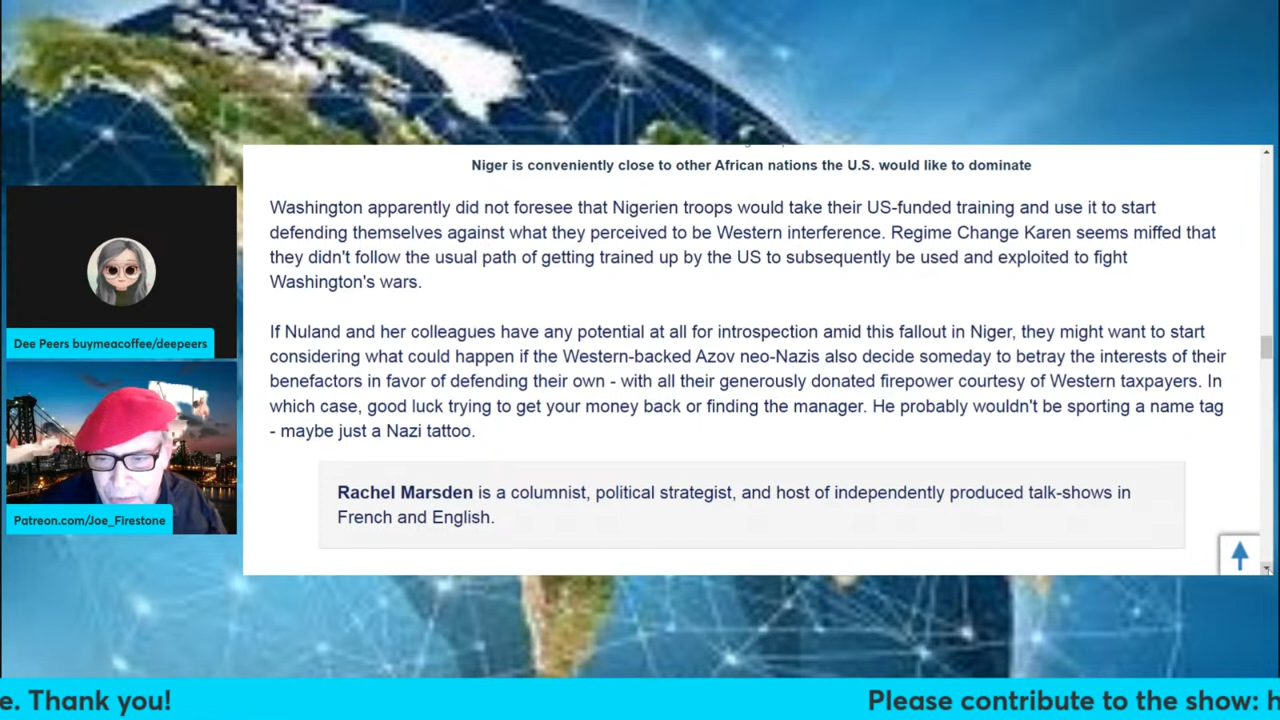 Niger is conveniently close to other African nations the U.S. would like to dominate
Washington apparently did not foresee that Nigerien troops would take their US-funded training and use it to start
defending themselves against what they perceived to be Western interference. Regime Change Karen seems miffed that
they didn't follow the usual path of getting trained up by the US to subsequently be used and exploited to fight
Washington's wars.
If Nuland and her colleagues have any potential at all for introspection amid this fallout in Niger, they might want to start
considering what could happen if the Western-backed Azov neo-Nazis also decide someday to betray the interests of their
benefactors in favor of defending their own - with all their generously donated firepower courtesy of Western taxpayers. In
which case, good luck trying to get your money back or finding the manager. He probably wouldn't be sporting a name tag
- maybe just a Nazi tattoo.
Rachel Marsden is a columnist, political strategist, and host of independently produced talk-shows in
French and English.
Dee Peers buymeacoffee/deepeers
Patreon.com/Joe_Firestone
e. Thank you!
Please contribute to the show: h